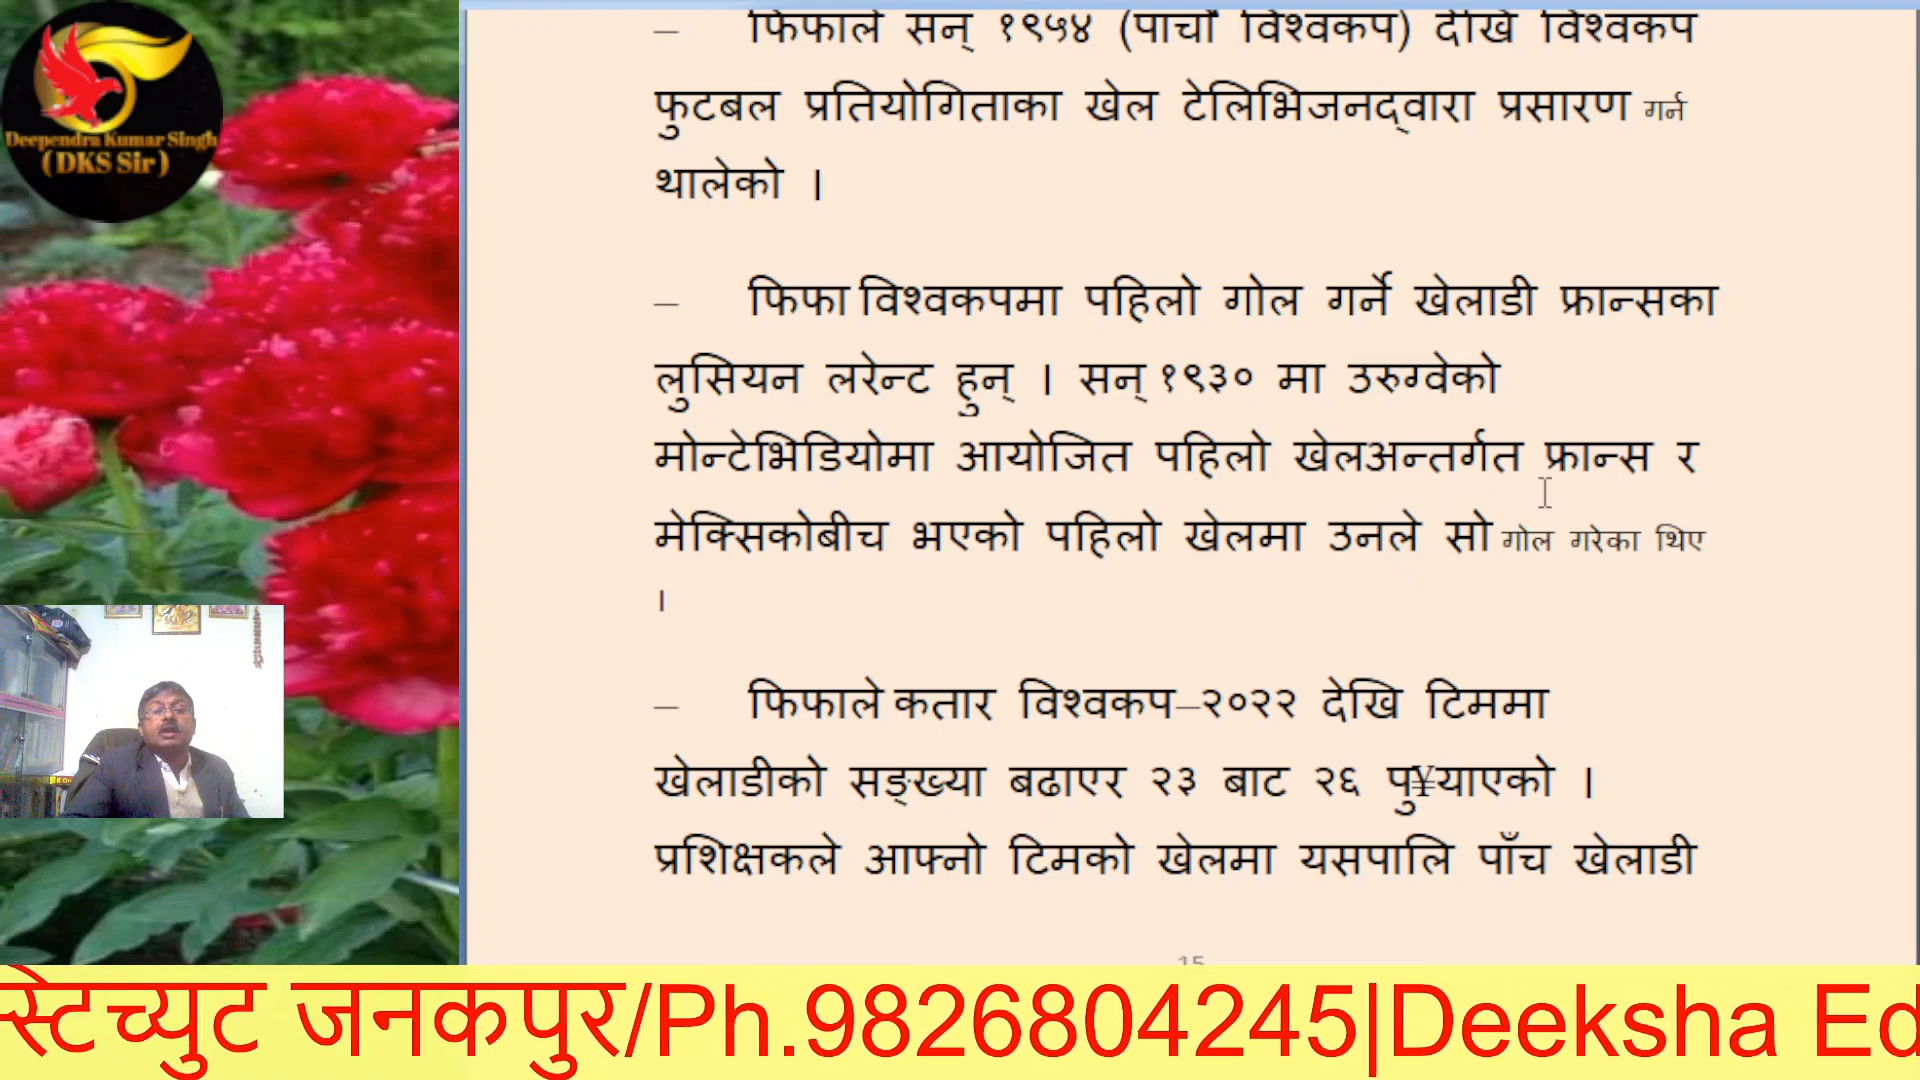 Deependra Kumar Singh
(DKS Sir)
– फिफाले सन् १९५४ (पाचौं विश्वकप) देखि विश्वकप
फुटबल प्रतियोगिताका खेल टेलिभिजनद्वारा प्रसारण गर्न
थालेको ।
– फिफा विश्वकपमा पहिलो गोल गर्ने खेलाडी फ्रान्सका
लुसियन लरेन्ट हुन् । सन् १९३० मा उरुग्वेको
मोन्टेभिडियोमा आयोजित पहिलो खेलअन्तर्गत फ्रान्स र
मेक्सिकोबीच भएको पहिलो खेलमा उनले सो गोल गरेका थिए
।
– फिफाले कतार विश्वकप–२०२२ देखि टिममा
खेलाडीको सङ्ख्या बढाएर २३ बाट २६ पु¥याएको ।
प्रशिक्षकले आफ्नो टिमको खेलमा यसपालि पाँच खेलाडी
15
स्टिच्युट जनकपुर/Ph.9826804245|Deeksha Ed